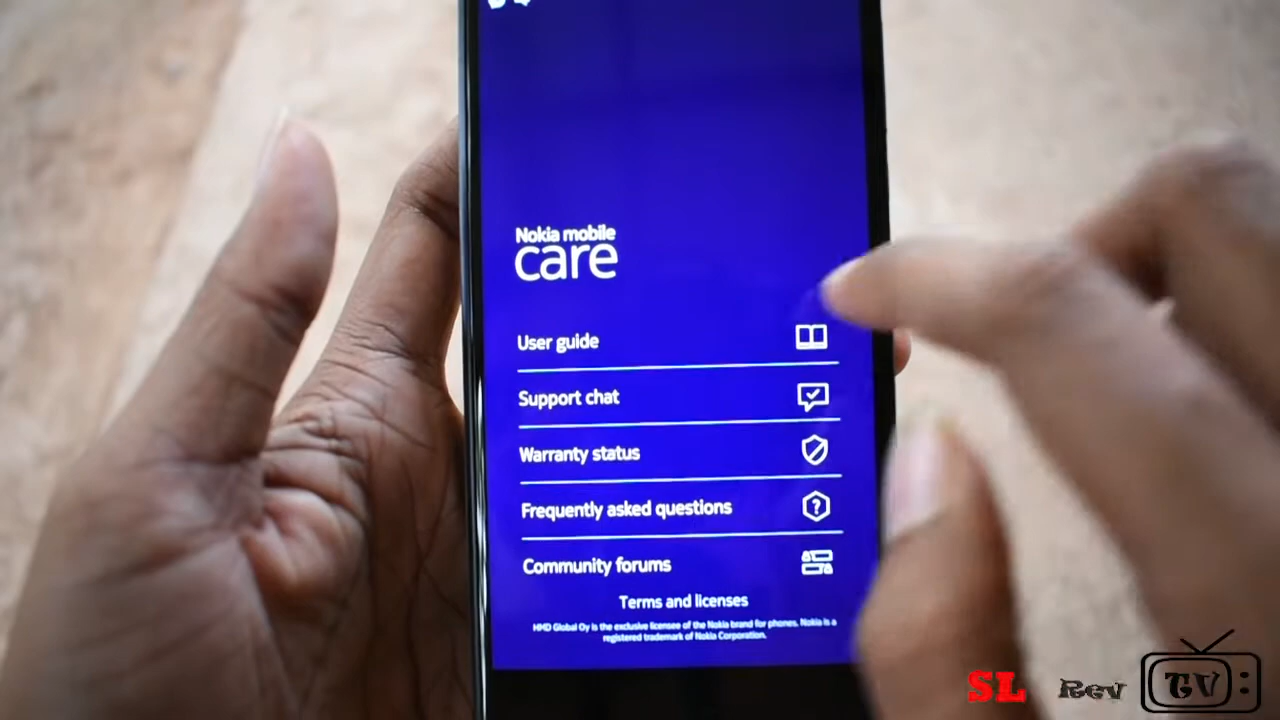 Nokia mobile
care
User guide
Support chat
Warranty status
Frequently asked questions
Community forums
Terms and licenses
HMD Global Oy is the exclusive licensee of the Nokia brand for phones. Nokia is a
registered trademark of Nokia Corporation.
SL Rev TV